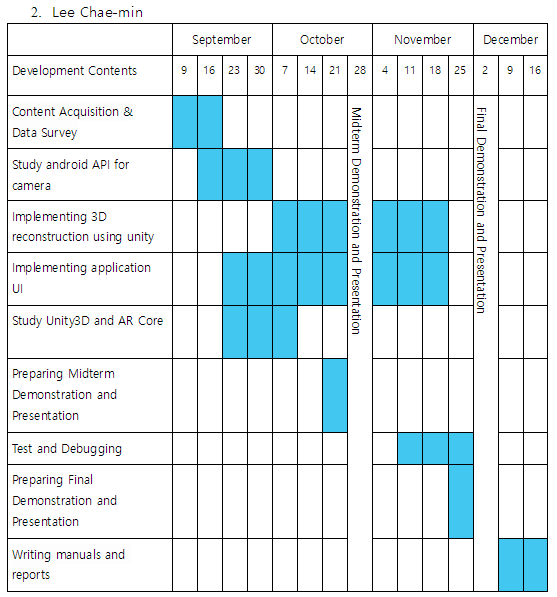 2. Lee Chae-min
September October November December
Development Contents 9 16 23 30 7 14 21 28 4 11 18 25 2 9 16
Content Acquisition &
Data Survey
Study android API for
camera
Implementing 3D
reconstruction using unity
Implementing application
UI
Study Unity3D and AR Core
Preparing Midterm
Demonstration and
Presentation
Test and Debugging
Preparing Final
Demonstration and
Presentation
Writing manuals and
reports
Midterm Demonstration and Presentation
Final Demonstration and Presentation